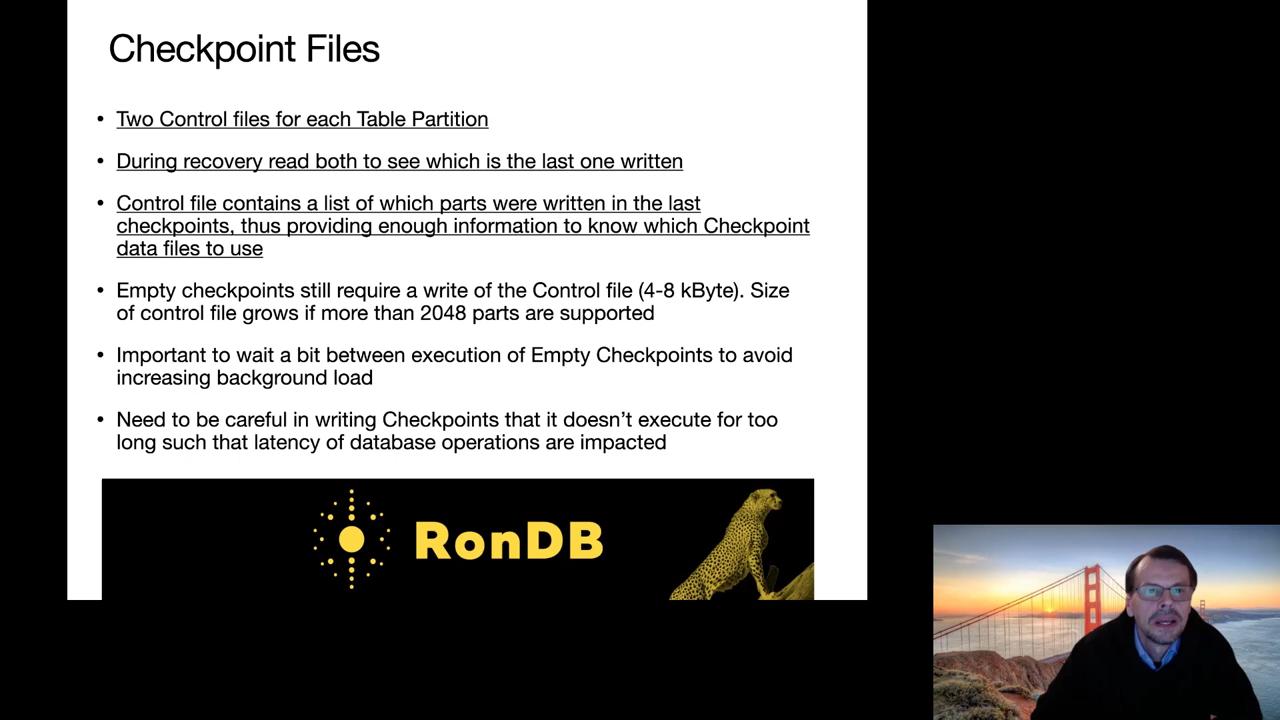 Checkpoint Files
• Two Control files for each Table Partition
• During recovery read both to see which is the last one written
• Control file contains a list of which parts were written in the last
checkpoints, thus providing enough information to know which Checkpoint
data files to use
• Empty checkpoints still require a write of the Control file (4-8 kByte). Size
of control file grows if more than 2048 parts are supported
• Important to wait a bit between execution of Empty Checkpoints to avoid
increasing background load
• Need to be careful in writing Checkpoints that it doesn’t execute for too
long such that latency of database operations are impacted
RonDB